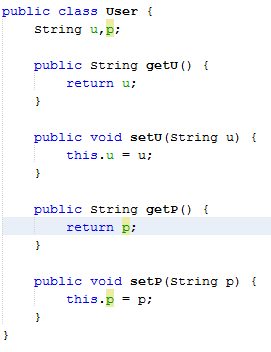 public class User {
    String u,p;
    public String getU() {
        return u;
    }
    public void setU(String u) {
        this.u = u;
    }
    public String getP() {
        return p;
    }
    public void setP(String p) {
        this.p = p;
    }
}